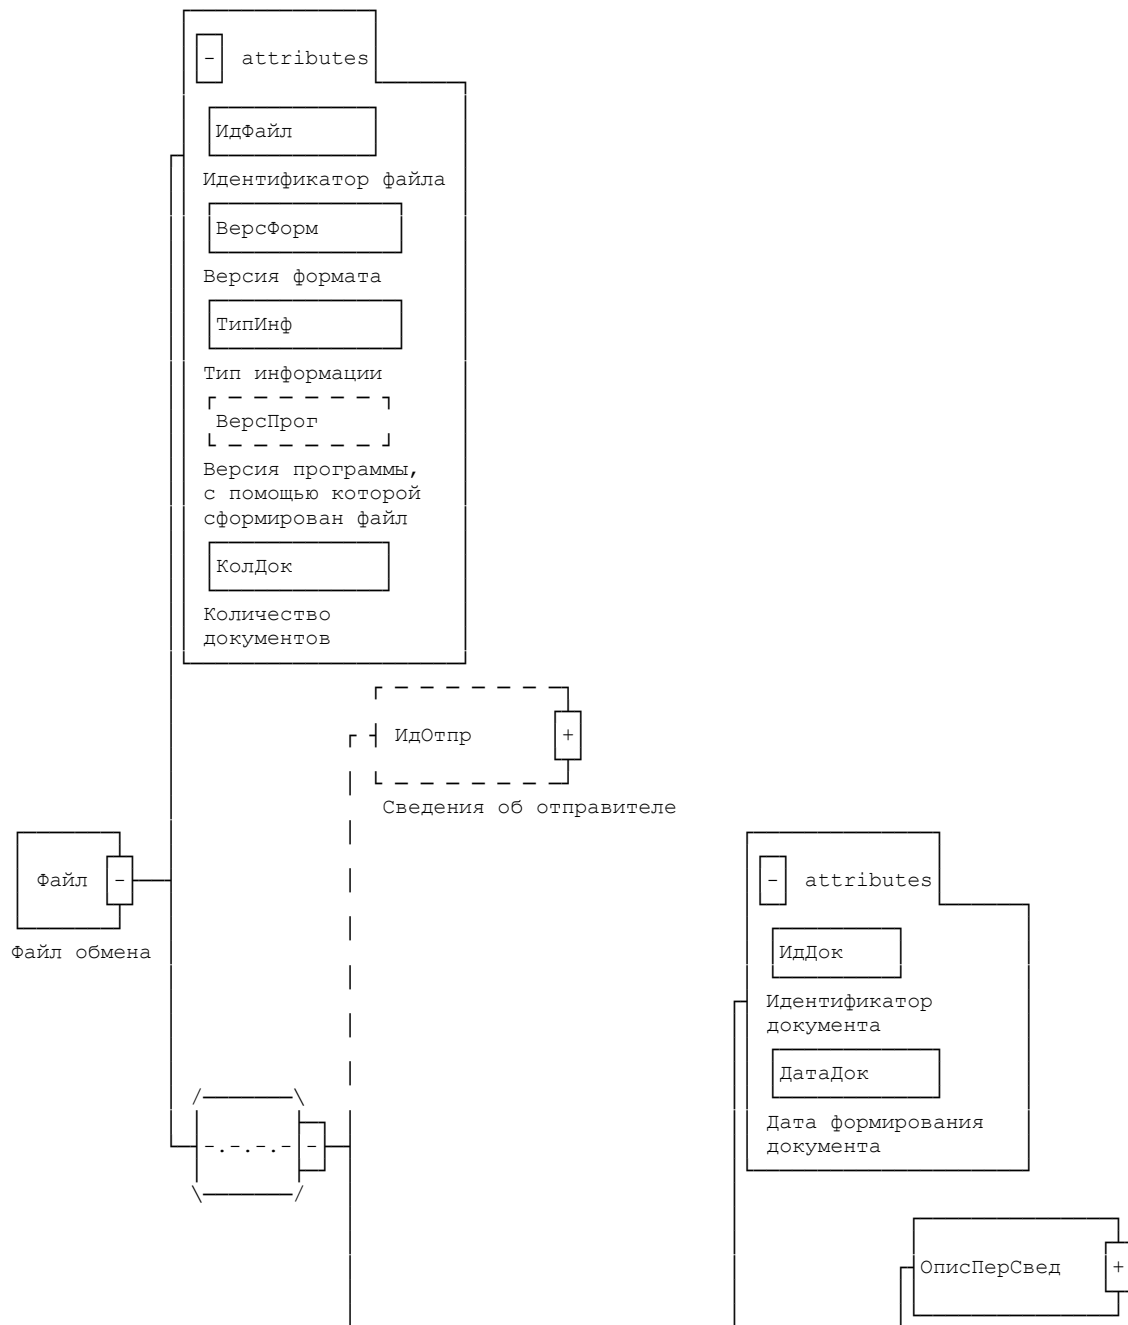 - attributes
ИдФайл
Идентификатор файла
ВерсФорм
Версия формата
ТипИнф
Тип информации
ВерсПрог
Версия программы,
с помощью которой
сформирован файл
КолДок
Количество
документов
ИдОтпр +
Сведения об отправителе
Файл -
Файл обмена
- attributes
ИдДок
Идентификатор
документа
ДатаДок
Дата формирования
документа
-.-.-.- -
ОписПерСвед +